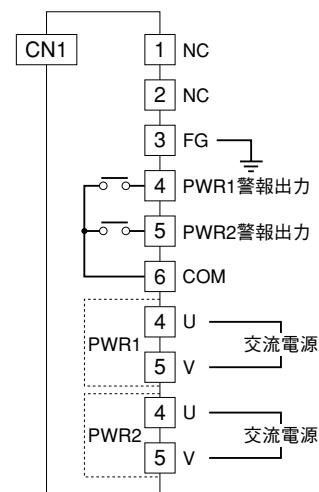 CN1
1 NC
2 NC
3 FG
4 PWR1警報出力
5 PWR2警報出力
6 COM
PWR1
4 U
5 V
交流電源
PWR2
4 U
5 V
交流電源